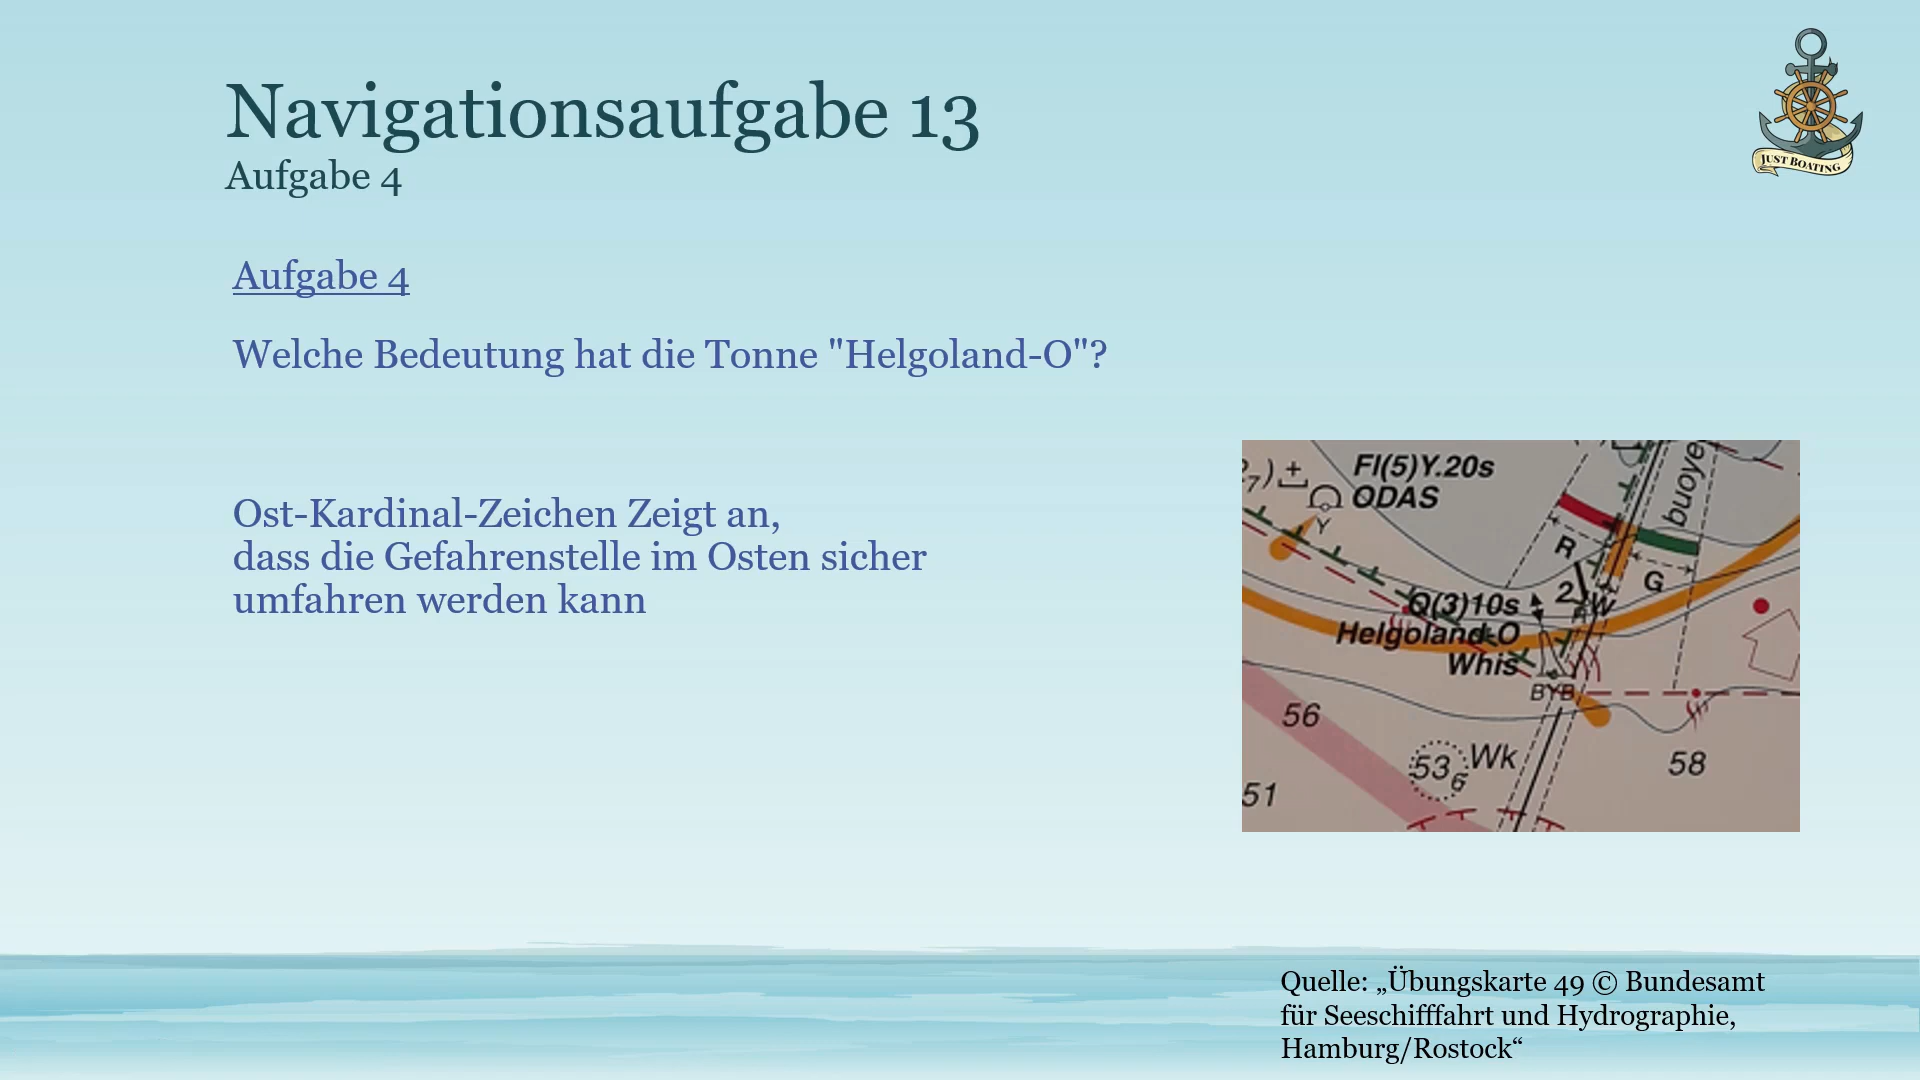 Navigationsaufgabe 13
Aufgabe 4
JUST BOATING
Aufgabe 4
Welche Bedeutung hat die Tonne "Helgoland-O"?
Ost-Kardinal-Zeichen Zeigt an,
dass die Gefahrenstelle im Osten sicher
umfahren werden kann
7)
Fl(5)Y.20s
ODAS
Y
buoye
R
G
2
W
Q(3)10s
Helgoland-O
Whis
BYB
56
53 6
Wk
58
51
Quelle: „Übungskarte 49 © Bundesamt
für Seeschifffahrt und Hydrographie,
Hamburg/Rostock“